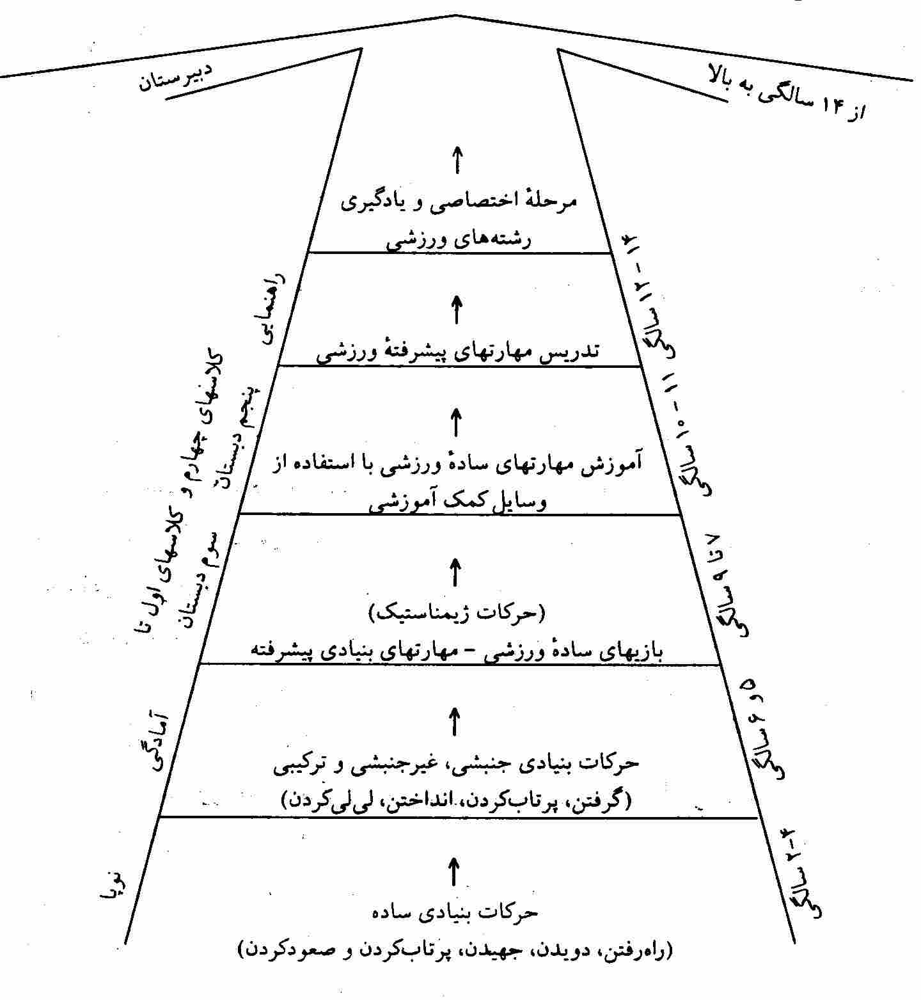 از ۱۴ سالگی به بالا
دبیرستان
مرحلهٔ اختصاصی و یادگیری
رشته‌های ورزشی
۱۲ - ۱۴ سالگی
راهنمایی
تدریس مهارتهای پیشرفتهٔ ورزشی
۱۰ - ۱۱ سالگی
کلاسنهای چهارم و
پنجم دبستان
آموزش مهارتهای سادهٔ ورزشی با استفاده از
وسایل کمک آموزشی
۷ تا ۹ سالگی
کلاسهای اول تا
سوم دبستان
(حرکات ژیمناستیک)
بازیهای سادهٔ ورزشی - مهارتهای بنیادی پیشرفته
۵ و ۶ سالگی
آمادگی
حرکات بنیادی جنبشی، غیرجنبشی و ترکیبی
(گرفتن، پرتاب‌کردن، انداختن، لی‌لی‌کردن)
۲-۴ سالگی
نوپا
حرکات بنیادی ساده
(راه‌رفتن، دویدن، جهیدن، پرتاب‌کردن و صعودکردن)